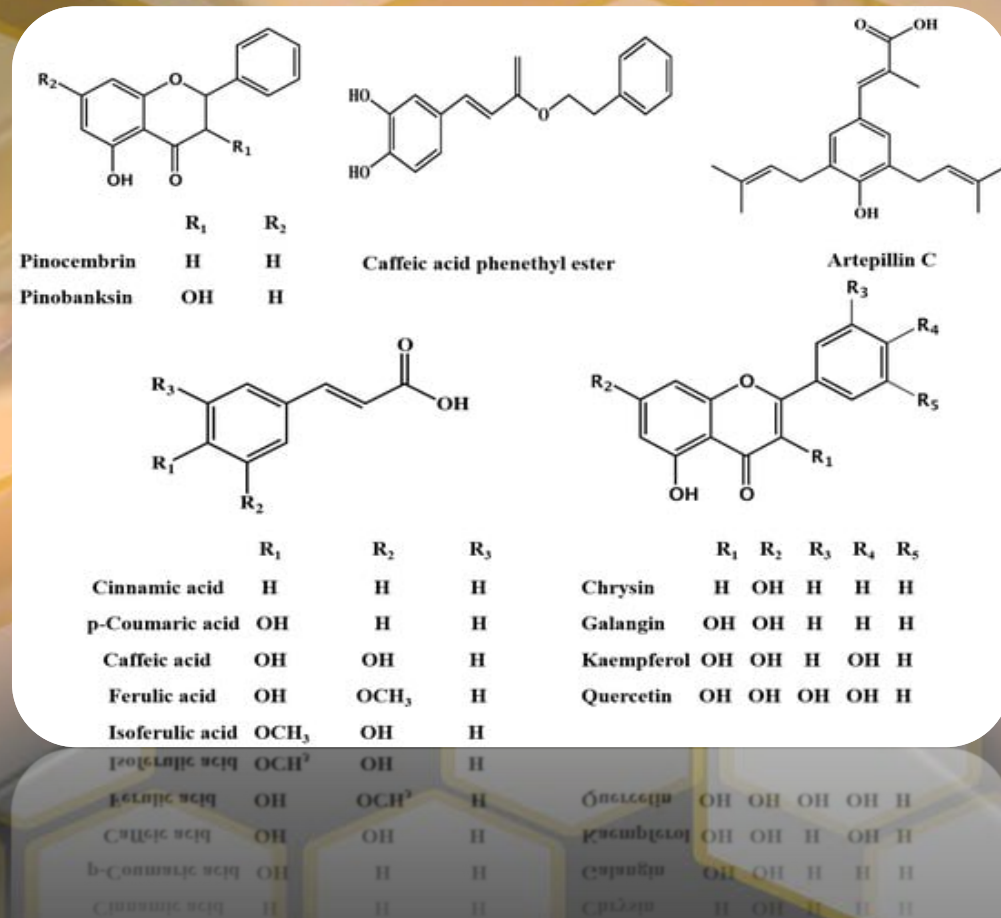 R₂ O R₁ OH O
R₁ R₂
Pinocembrin H H
Pinobanksin OH H
HO HO O
Caffeic acid phenethyl ester
O OH
OH
Artepillin C
R₃ O OH R₁ R₂
R₁ R₂ R₃
Cinnamic acid H H H
p-Coumaric acid OH H H
Caffeic acid OH OH H
Ferulic acid OH OCH₃ H
Isoferulic acid OCH₃ OH H
R₃ R₄ R₅ R₂ O R₁ OH O
R₁ R₂ R₃ R₄ R₅
Chrysin H OH H H H
Galangin OH OH H H H
Kaempferol OH OH H OH H
Quercetin OH OH OH OH H